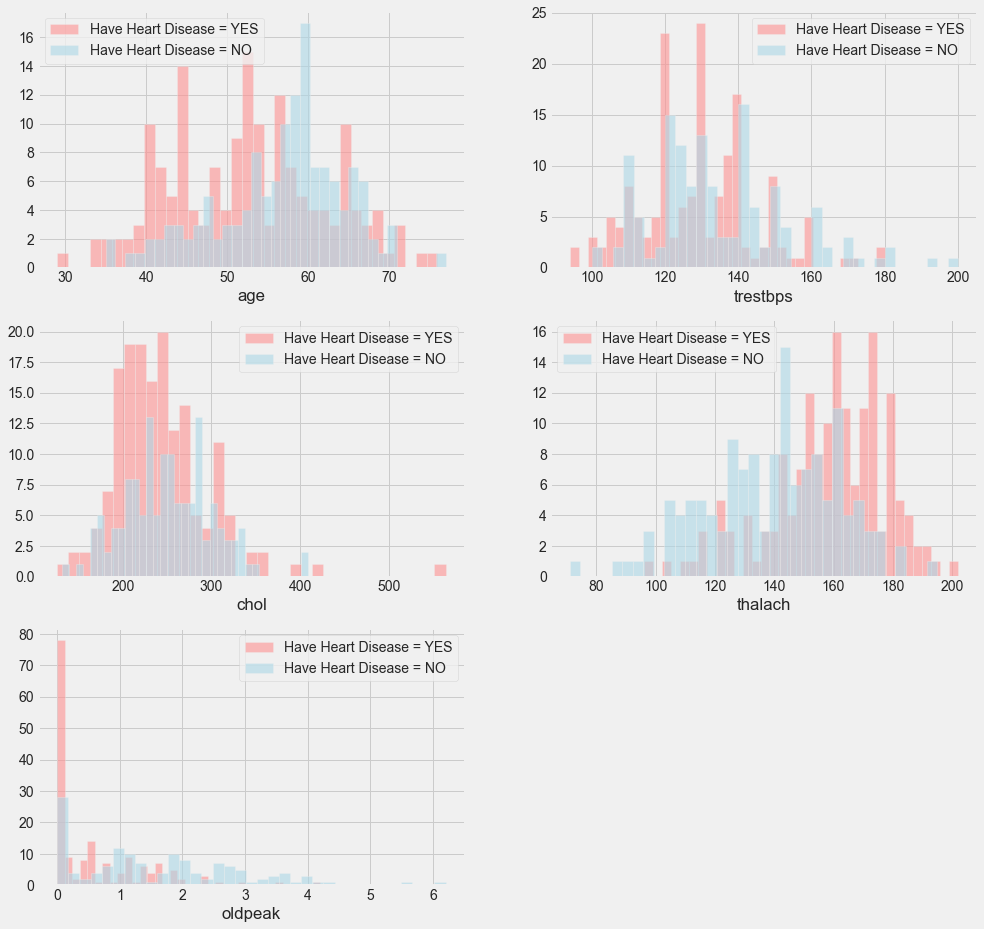 Have Heart Disease = YES
Have Heart Disease = NO
16
14
12
10
8
6
4
2
0
30 40 50 60 70
age
Have Heart Disease = YES
Have Heart Disease = NO
25
20
15
10
5
0
100 120 140 160 180 200
trestbps
Have Heart Disease = YES
Have Heart Disease = NO
20.0
17.5
15.0
12.5
10.0
7.5
5.0
2.5
0.0
200 300 400 500
chol
Have Heart Disease = YES
Have Heart Disease = NO
16
14
12
10
8
6
4
2
0
80 100 120 140 160 180 200
thalach
Have Heart Disease = YES
Have Heart Disease = NO
80
70
60
50
40
30
20
10
0
0 1 2 3 4 5 6
oldpeak